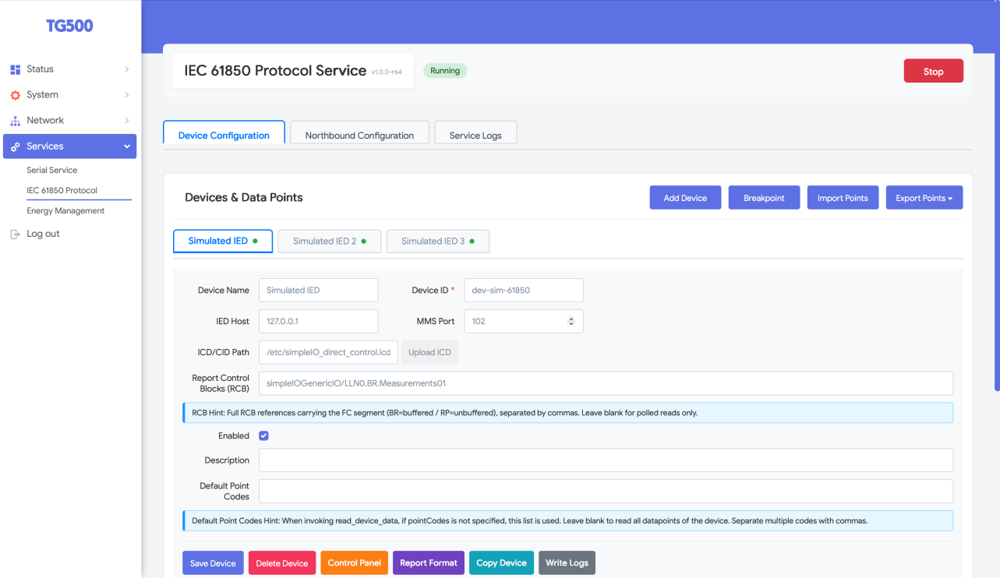 TG500
Status
System
Network
Services
Serial Service
IEC 61850 Protocol
Energy Management
Log out
IEC 61850 Protocol Service v1.0.0-r64 Running Stop
Device Configuration Northbound Configuration Service Logs
Devices & Data Points Add Device Breakpoint Import Points Export Points
Simulated IED Simulated IED 2 Simulated IED 3
Device Name Simulated IED Device ID * dev-sim-61850
IED Host 127.0.0.1 MMS Port 102
ICD/CID Path /etc/simpleIO_direct_control.icd Upload ICD
Report Control
Blocks (RCB) simpleIOGenericIO/LLN0.BR.Measurements01
RCB Hint: Full RCB references carrying the FC segment (BR=buffered / RP=unbuffered), separated by commas. Leave blank for polled reads only.
Enabled
Description
Default Point
Codes
Default Point Codes Hint: When invoking read_device_data, if pointCodes is not specified, this list is used. Leave blank to read all datapoints of the device. Separate multiple codes with commas.
Save Device Delete Device Control Panel Report Format Copy Device Write Logs